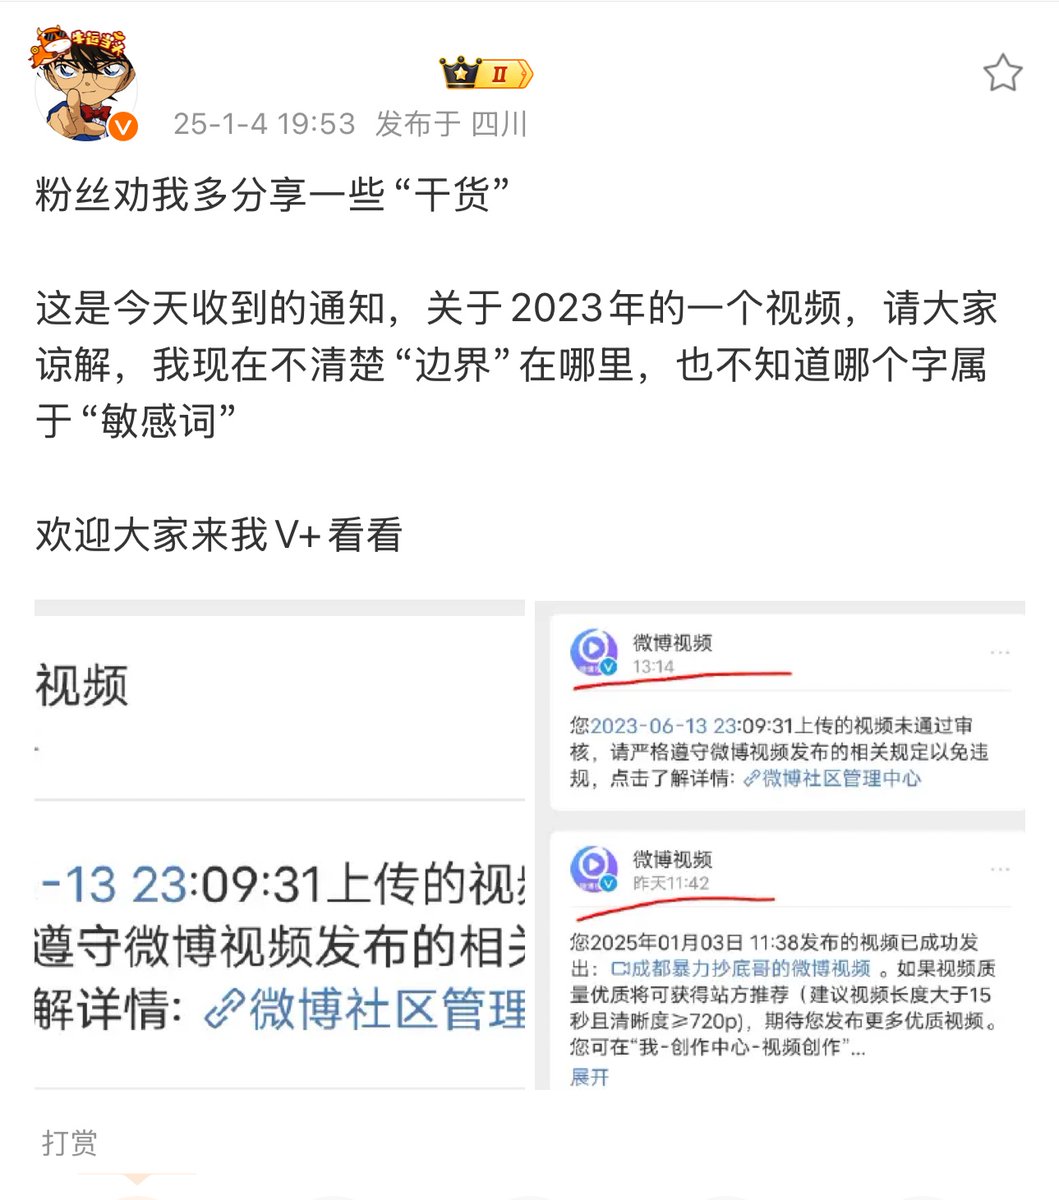 牛运当头
II
25-1-4 19:53 发布于 四川
粉丝劝我多分享一些“干货”
这是今天收到的通知，关于2023年的一个视频，请大家
谅解，我现在不清楚“边界”在哪里，也不知道哪个字属
于“敏感词”
欢迎大家来我V+看看
视频
-13 23:09:31上传的视频
遵守微博视频发布的相关
解详情: 微博社区管理
微博视频
13:14
您2023-06-13 23:09:31上传的视频未通过审
核，请严格遵守微博视频发布的相关规定以免违
规，点击了解详情: 微博社区管理中心
微博视频
昨天11:42
您2025年01月03日 11:38发布的视频已成功发
出：成都暴力抄底哥的微博视频 。如果视频质
量优质将可获得站方推荐（建议视频长度大于15
秒且清晰度≥720p)，期待您发布更多优质视频。
您可在“我-创作中心-视频创作”...
展开
打赏